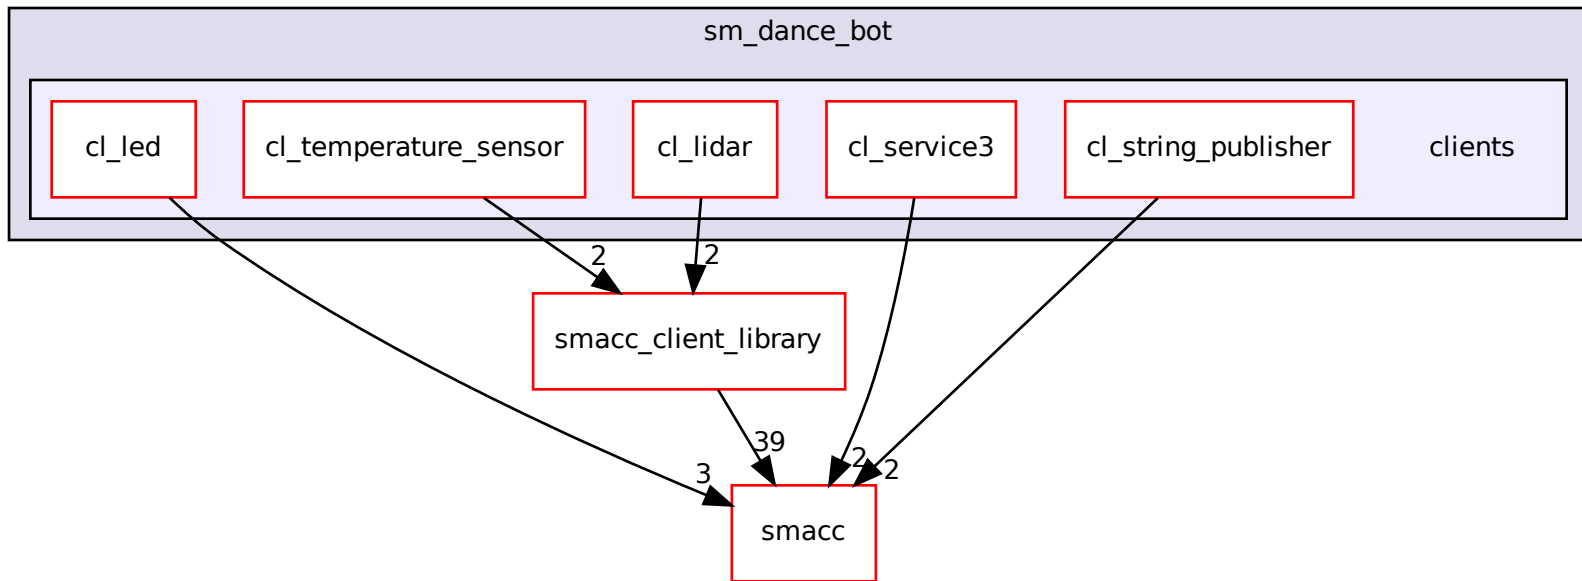 sm_dance_bot
cl_led
cl_temperature_sensor
cl_lidar
cl_service3
cl_string_publisher
clients
2
2
smacc_client_library
39
3
2
2
smacc